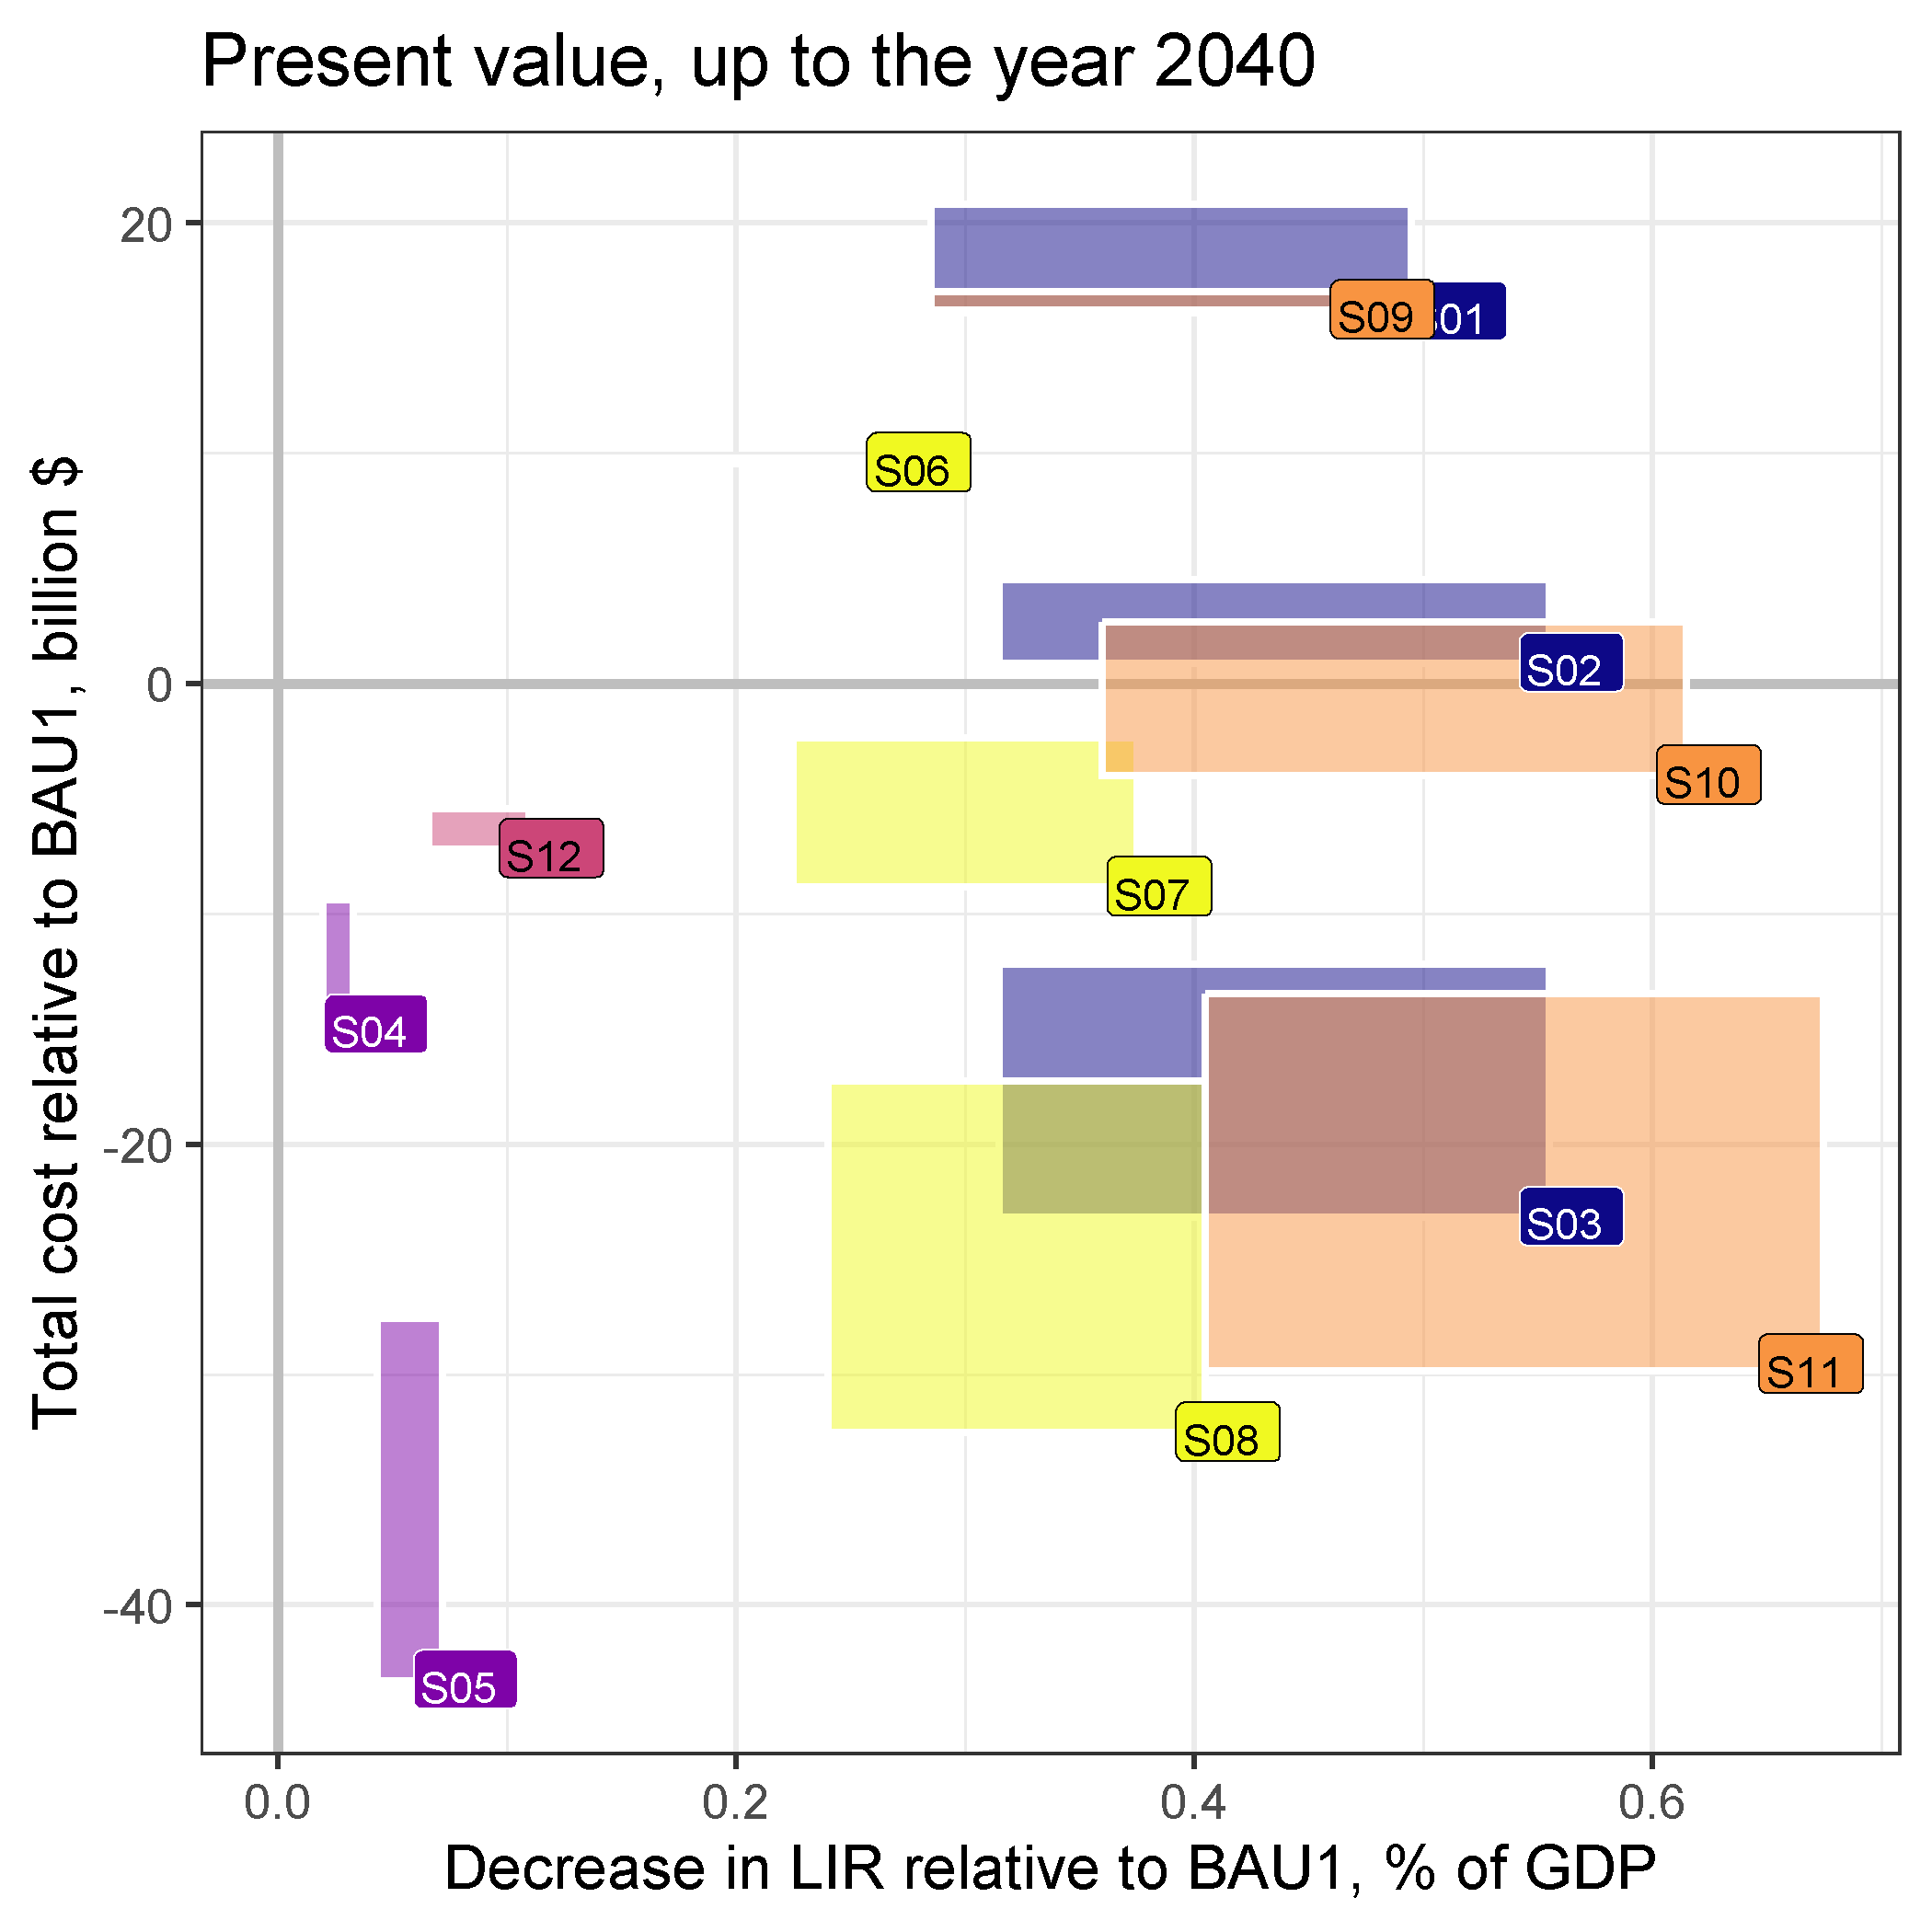 Present value, up to the year 2040
Total cost relative to BAU1, billion $
20
0
-20
-40
S09
01
S06
S02
S10
S12
S07
S04
S03
S11
S08
S05
0.0
0.2
0.4
0.6
Decrease in LIR relative to BAU1, % of GDP